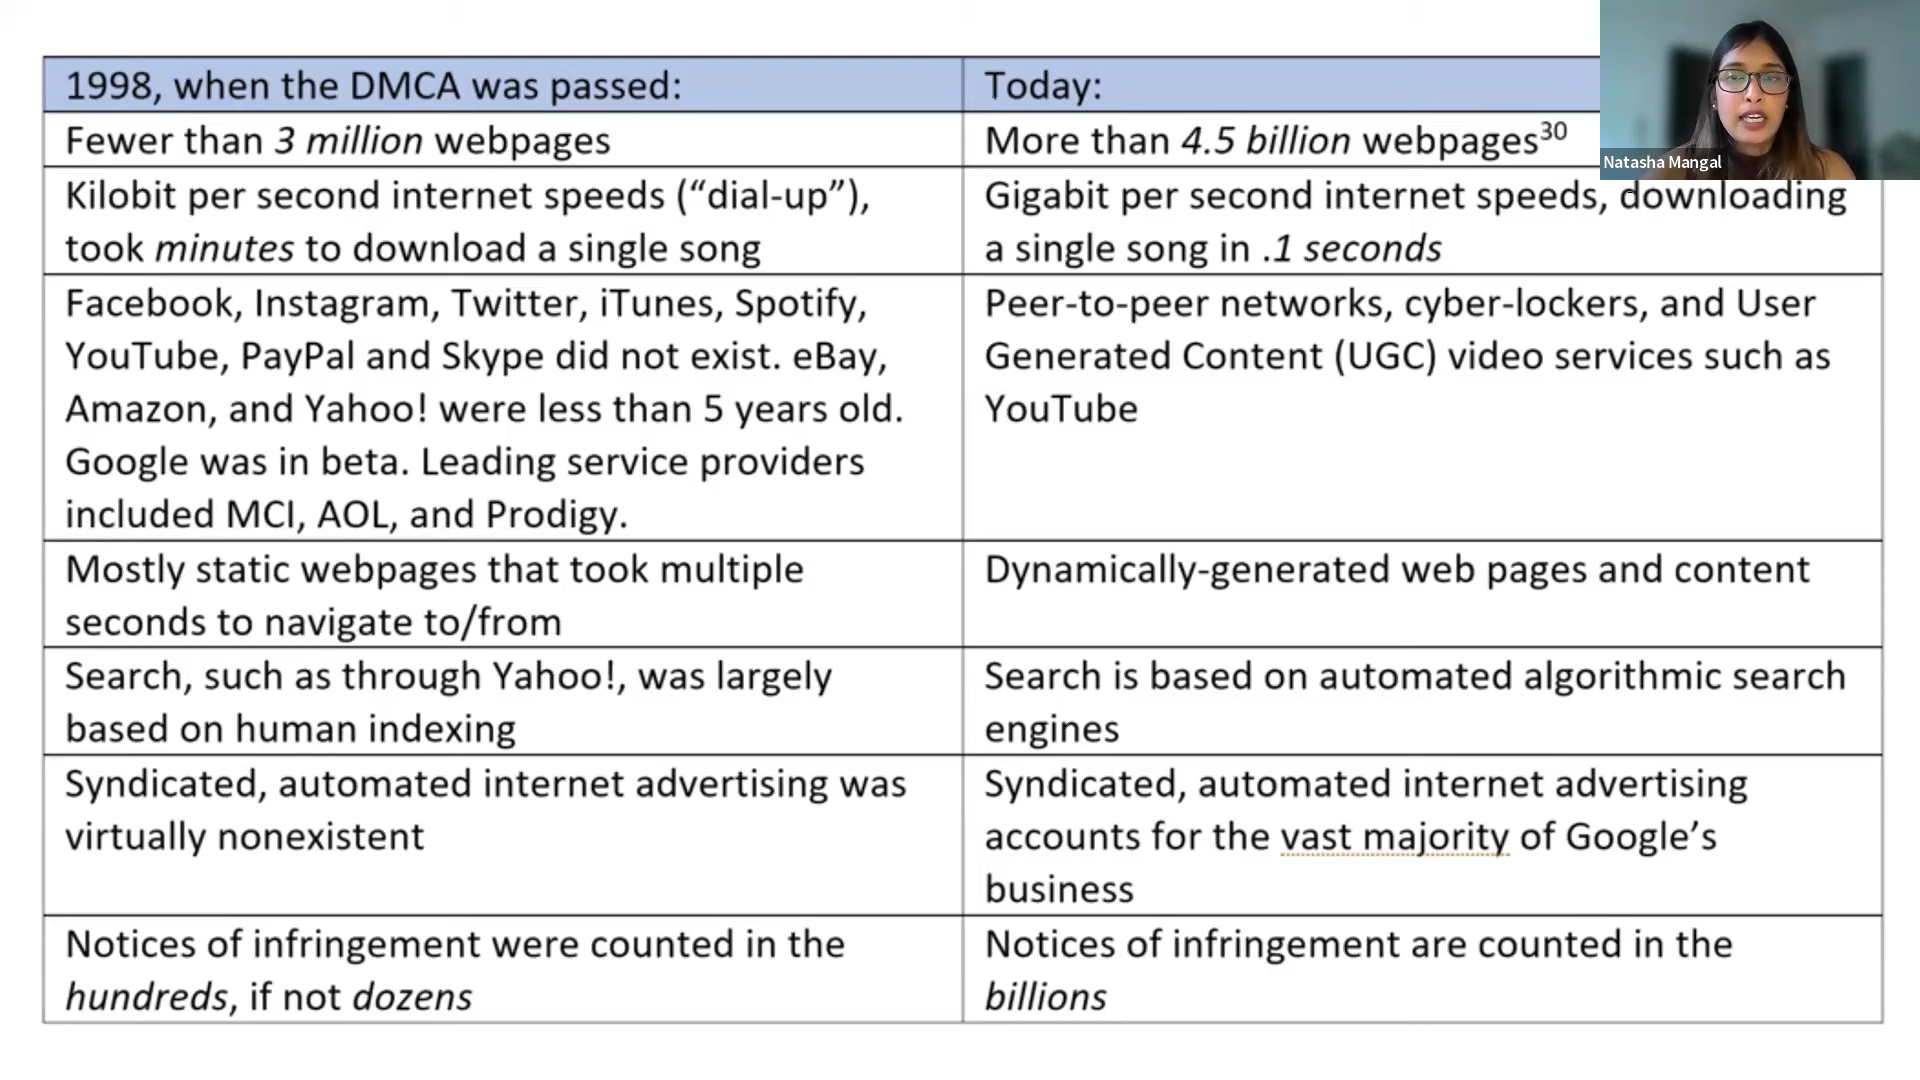 1998, when the DMCA was passed:
Today:
Fewer than 3 million webpages
More than 4.5 billion webpages30
Kilobit per second internet speeds (“dial-up”),
took minutes to download a single song
Gigabit per second internet speeds, downloading
a single song in .1 seconds
Facebook, Instagram, Twitter, iTunes, Spotify,
YouTube, PayPal and Skype did not exist. eBay,
Amazon, and Yahoo! were less than 5 years old.
Google was in beta. Leading service providers
included MCI, AOL, and Prodigy.
Peer-to-peer networks, cyber-lockers, and User
Generated Content (UGC) video services such as
YouTube
Mostly static webpages that took multiple
seconds to navigate to/from
Dynamically-generated web pages and content
Search, such as through Yahoo!, was largely
based on human indexing
Search is based on automated algorithmic search
engines
Syndicated, automated internet advertising was
virtually nonexistent
Syndicated, automated internet advertising
accounts for the vast majority of Google’s
business
Notices of infringement were counted in the
hundreds, if not dozens
Notices of infringement are counted in the
billions
Natasha Mangal